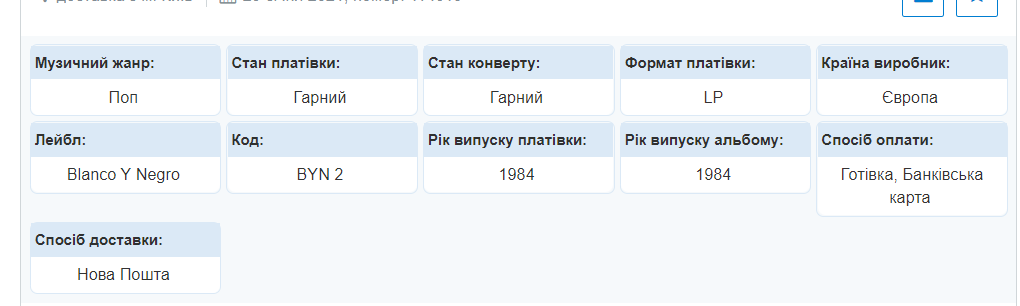 Музичний жанр: Стан платівки: Стан конверту: Формат платівки: Країна виробник:
Поп Гарний Гарний LP Європа
Лейбл: Код: Рік випуску платівки: Рік випуску альбому: Спосіб оплати:
Blanco Y Negro BYN 2 1984 1984 Готівка, Банківська
карта
Спосіб доставки:
Нова Пошта